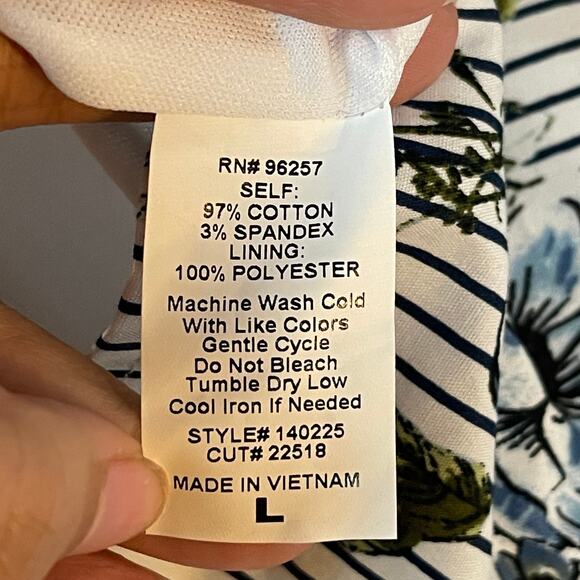 RN# 96257
SELF:
97% COTTON
3% SPANDEX
LINING:
100% POLYESTER
Machine Wash Cold
With Like Colors
Gentle Cycle
Do Not Bleach
Tumble Dry Low
Cool Iron If Needed
STYLE# 140225
CUT# 22518
MADE IN VIETNAM
L